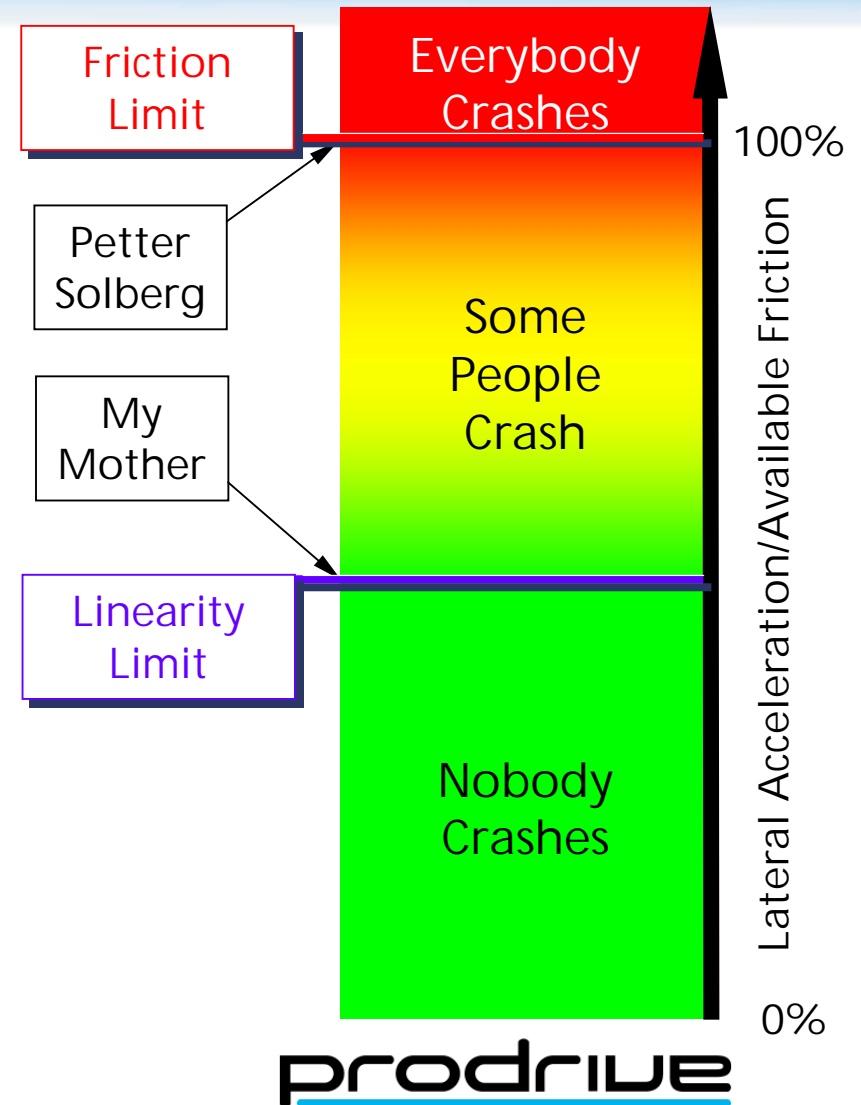 Friction
Limit
Everybody
Crashes
100%
Petter
Solberg
Some
People
Crash
My
Mother
Linearity
Limit
Nobody
Crashes
Lateral Acceleration/Available Friction
0%
prodrive